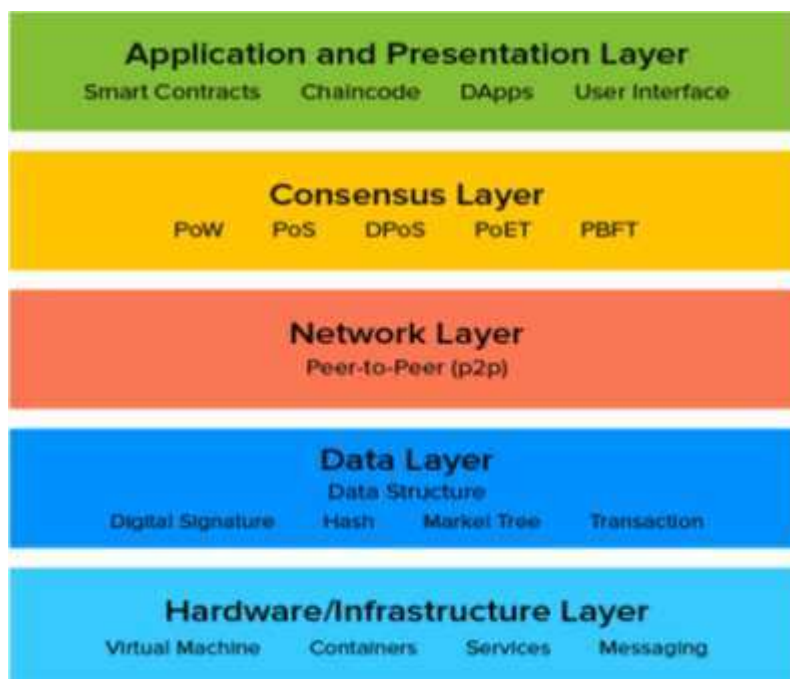 Application and Presentation Layer
Smart Contracts Chaincode DApps User Interface
Consensus Layer
PoW PoS DPoS PoET PBFT
Network Layer
Peer-to-Peer (p2p)
Data Layer
Data Structure
Digital Signature Hash Market Tree Transaction
Hardware/Infrastructure Layer
Virtual Machine Containers Services Messaging